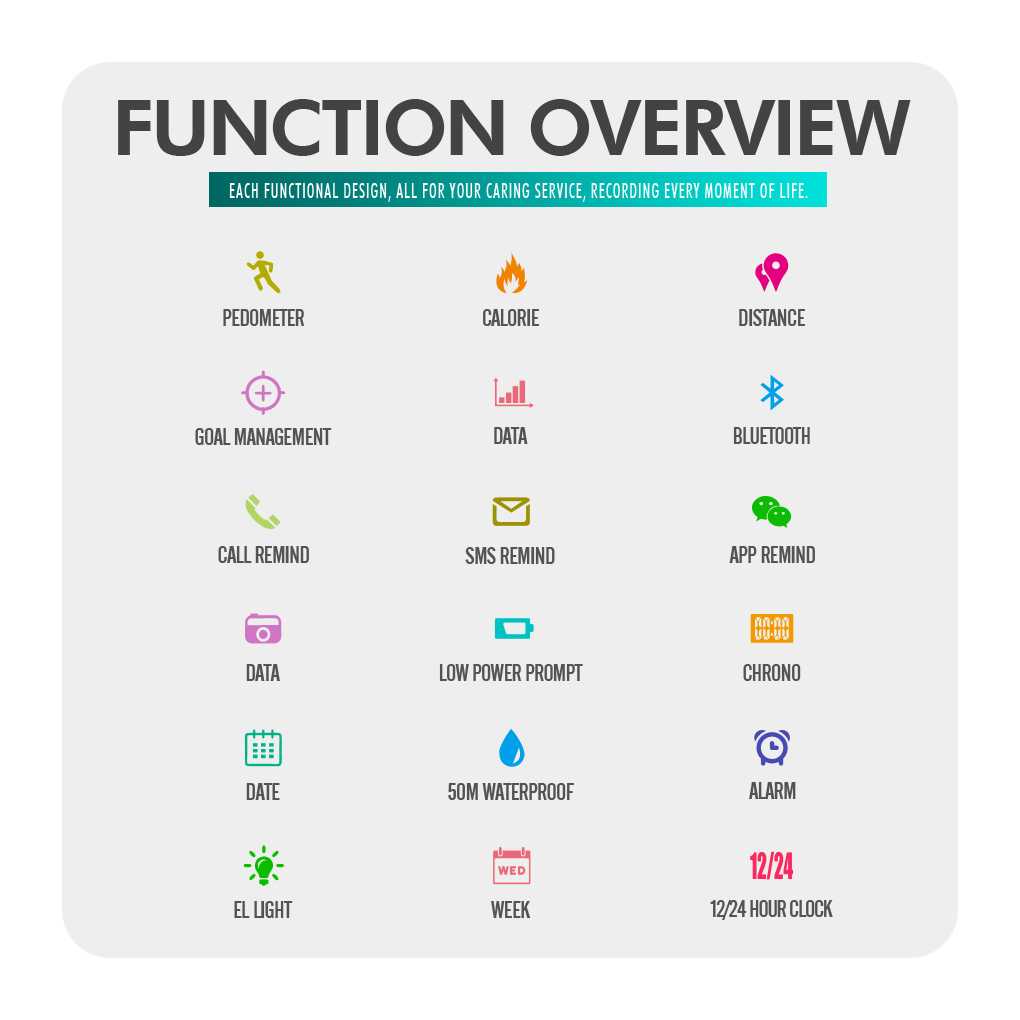 FUNCTION OVERVIEW
EACH FUNCTIONAL DESIGN, ALL FOR YOUR CARING SERVICE, RECORDING EVERY MOMENT OF LIFE.
PEDOMETER
CALORIE
DISTANCE
GOAL MANAGEMENT
DATA
BLUETOOTH
CALL REMIND
SMS REMIND
APP REMIND
00:00
DATA
LOW POWER PROMPT
CHRONO
DATE
50M WATERPROOF
ALARM
WED
12/24
EL LIGHT
WEEK
12/24 HOUR CLOCK